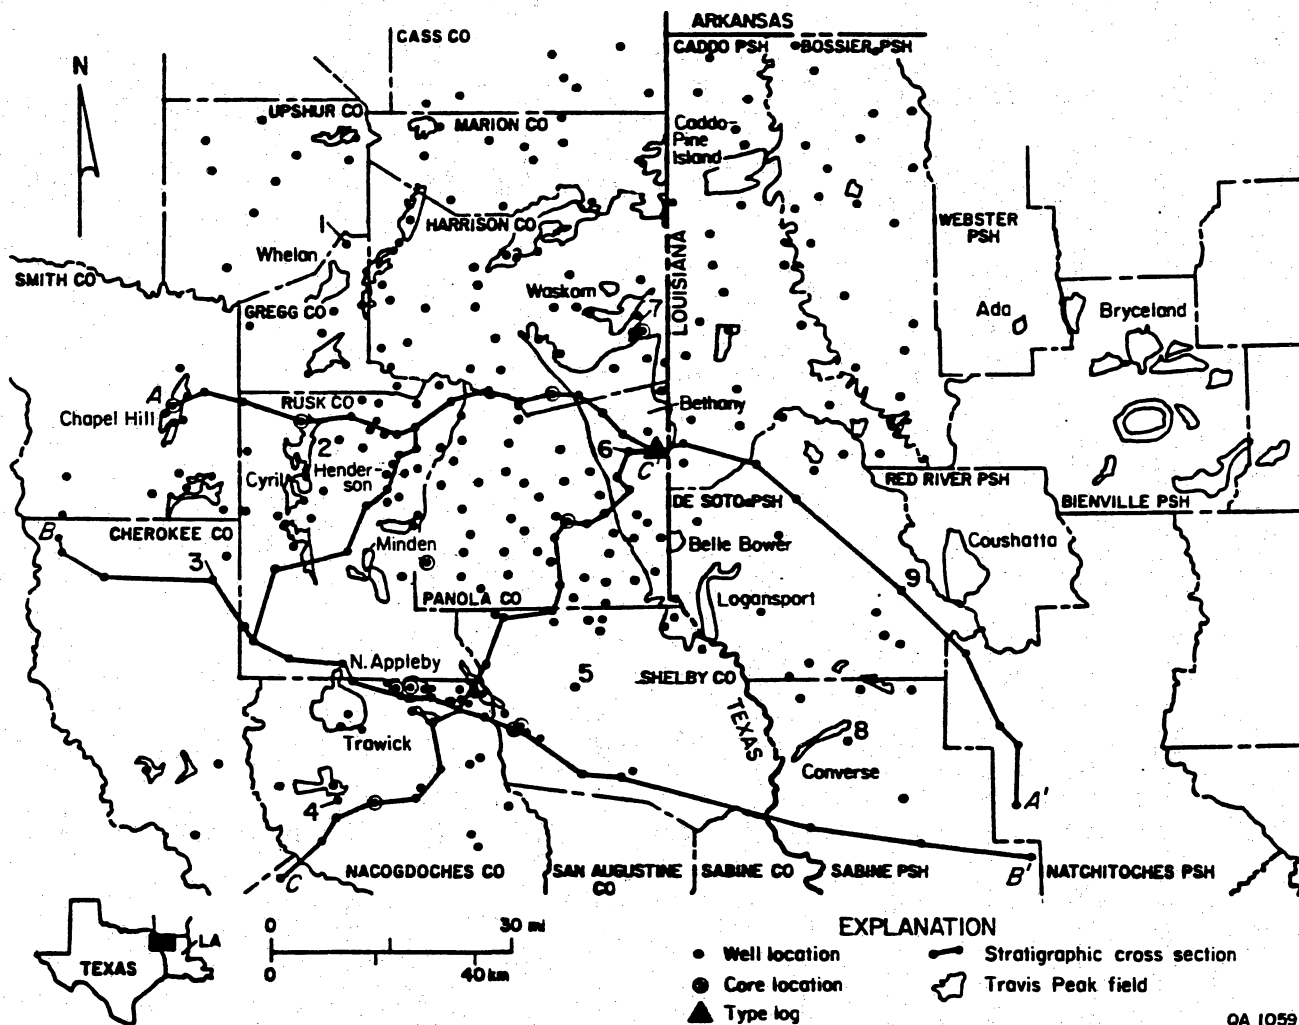 ARKANSAS
CASS CO
CADDO PSH
BOSSIER PSH
N
UPSHUR CO
MARION CO
Caddo-
Pine
Island
HARRISON CO
WEBSTER
PSH
1
Whelan
LOUISIANA
SMITH CO
Waskom
7
GREGG CO
Ada
Bryceland
A
RUSK CO
Bethany
Chapel Hill
2
6
C'
Cyril
Hender-
son
RED RIVER PSH
DE SOTO PSH
BIENVILLE PSH
B
CHEROKEE CO
Minden
Belle Bower
Coushatta
3
9
PANOLA CO
Logansport
N. Appleby
5
SHELBY CO
TEXAS
Trawick
8
Converse
4
A'
C
NACOGDOCHES CO
SAN AUGUSTINE
CO
SABINE CO
SABINE PSH
B'
NATCHITOCHES PSH
0 30 mi
0 40 km
LA
TEXAS
EXPLANATION
Well location
Stratigraphic cross section
Core location
Travis Peak field
Type log
QA 1059